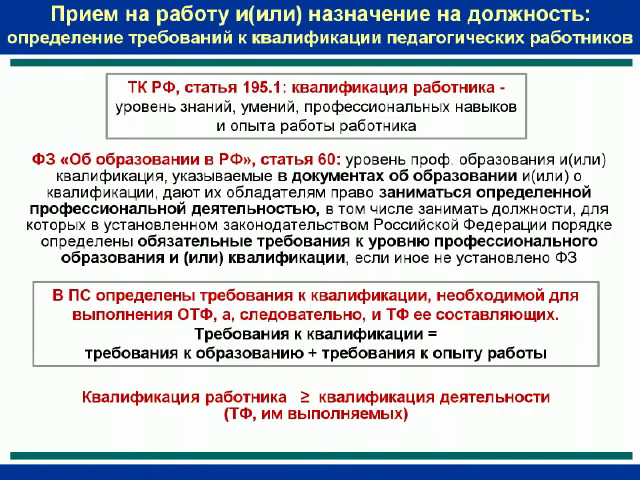 Прием на работу и(или) назначение на должность:
определение требований к квалификации педагогических работников
ТК РФ, статья 195.1: квалификация работника -
уровень знаний, умений, профессиональных навыков
и опыта работы работника
ФЗ «Об образовании в РФ», статья 60: уровень проф. образования и(или)
квалификация, указываемые в документах об образовании и(или) о
квалификации, дают их обладателям право заниматься определенной
профессиональной деятельностью, в том числе занимать должности, для
которых в установленном законодательством Российской Федерации порядке
определены обязательные требования к уровню профессионального
образования и (или) квалификации, если иное не установлено ФЗ
В ПС определены требования к квалификации, необходимой для
выполнения ОТФ, а, следовательно, и ТФ ее составляющих.
Требования к квалификации =
требования к образованию + требования к опыту работы
Квалификация работника ≥ квалификация деятельности
(ТФ, им выполняемых)